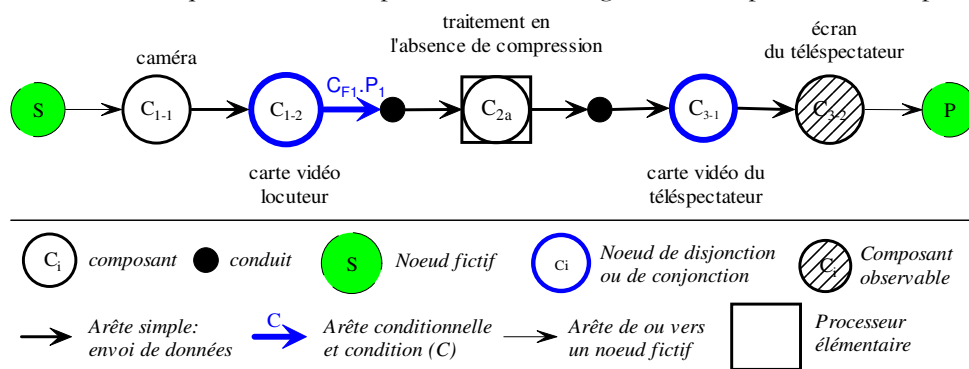 traitement en
l'absence de compression
caméra
écran
du téléspectateur
S
C1-1
C1-2
CF1.P1
C2a
C3-1
C3-2
P
carte vidéo
locuteur
carte vidéo du
téléspectateur
Ci composant
conduit
S Noeud fictif
Ci Noeud de disjonction
ou de conjonction
Ci Composant
observable
Arête simple:
envoi de données
C Arête conditionnelle
et condition (C)
Arête de ou vers
un noeud fictif
Processeur
élémentaire